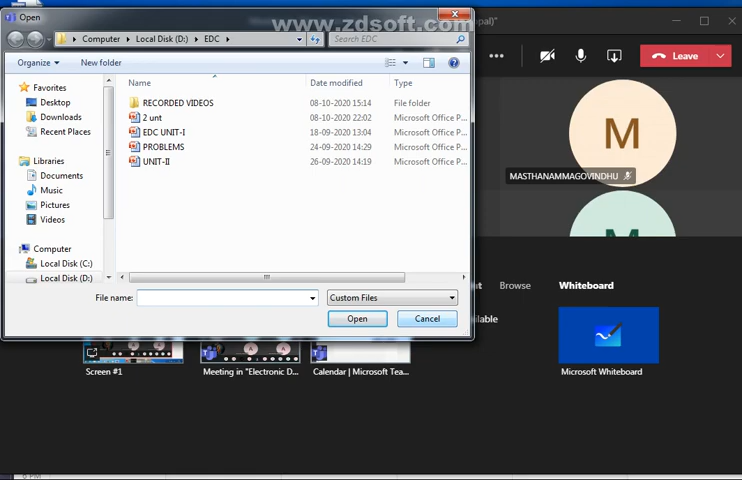 Open
www.zdsoft.com
Computer ▸ Local Disk (D:) ▸ EDC ▸
Search EDC
Organize
New folder
Leave
Favorites
Desktop
Downloads
Recent Places
Libraries
Documents
Music
Pictures
Videos
Computer
Local Disk (C:)
Local Disk (D:)
Name Date modified Type
RECORDED VIDEOS 08-10-2020 15:14 File folder
2 unt 08-10-2020 22:02 Microsoft Office P...
EDC UNIT-I 18-09-2020 13:04 Microsoft Office P...
PROBLEMS 24-09-2020 14:29 Microsoft Office P...
UNIT-II 26-09-2020 14:19 Microsoft Office P...
File name:
Custom Files
Open
Cancel
M
MASTHANAMMAGOVINDHU
Browse
Whiteboard
Screen #1
Meeting in "Electronic D...
Calendar | Microsoft Tea...
Microsoft Whiteboard